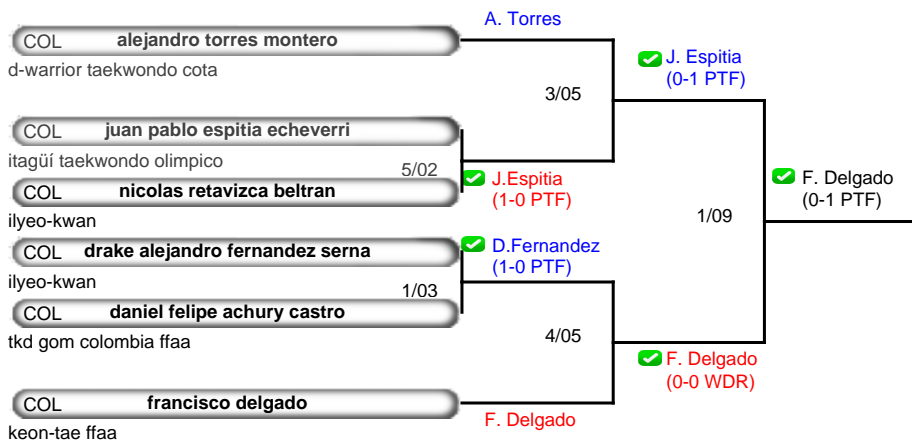 A. Torres
COL alejandro torres montero
d-warrior taekwondo cota
J. Espitia
(0-1 PTF)
3/05
COL juan pablo espitia echeverri
itagüí taekwondo olimpico
5/02
J.Espitia
(1-0 PTF)
COL nicolas retavizca beltran
ilyeo-kwan
F. Delgado
(0-1 PTF)
1/09
COL drake alejandro fernandez serna
ilyeo-kwan
D.Fernandez
(1-0 PTF)
1/03
COL daniel felipe achury castro
tkd gom colombia ffaa
4/05
F. Delgado
(0-0 WDR)
COL francisco delgado
keon-tae ffaa
F. Delgado